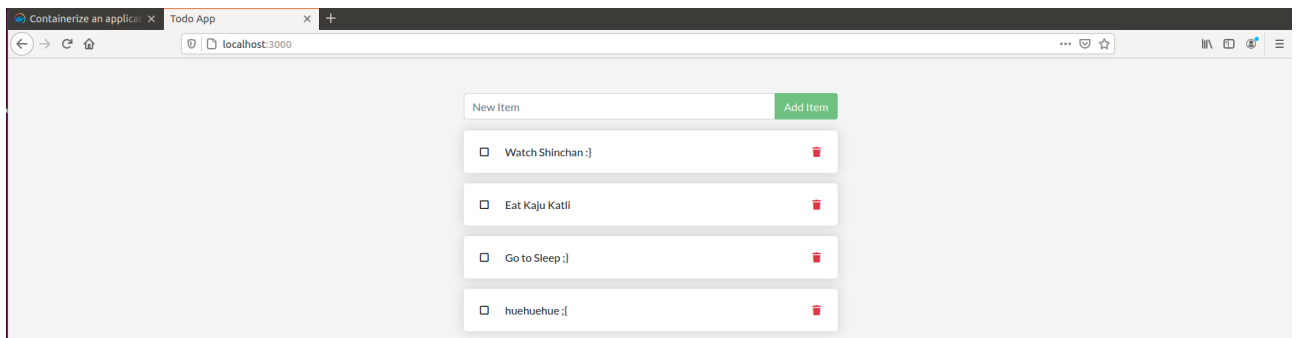 Containerize an applicat
Todo App
localhost:3000
New Item
Add Item
Watch Shinchan :}
Eat Kaju Katli
Go to Sleep ;}
huehuehue ;{